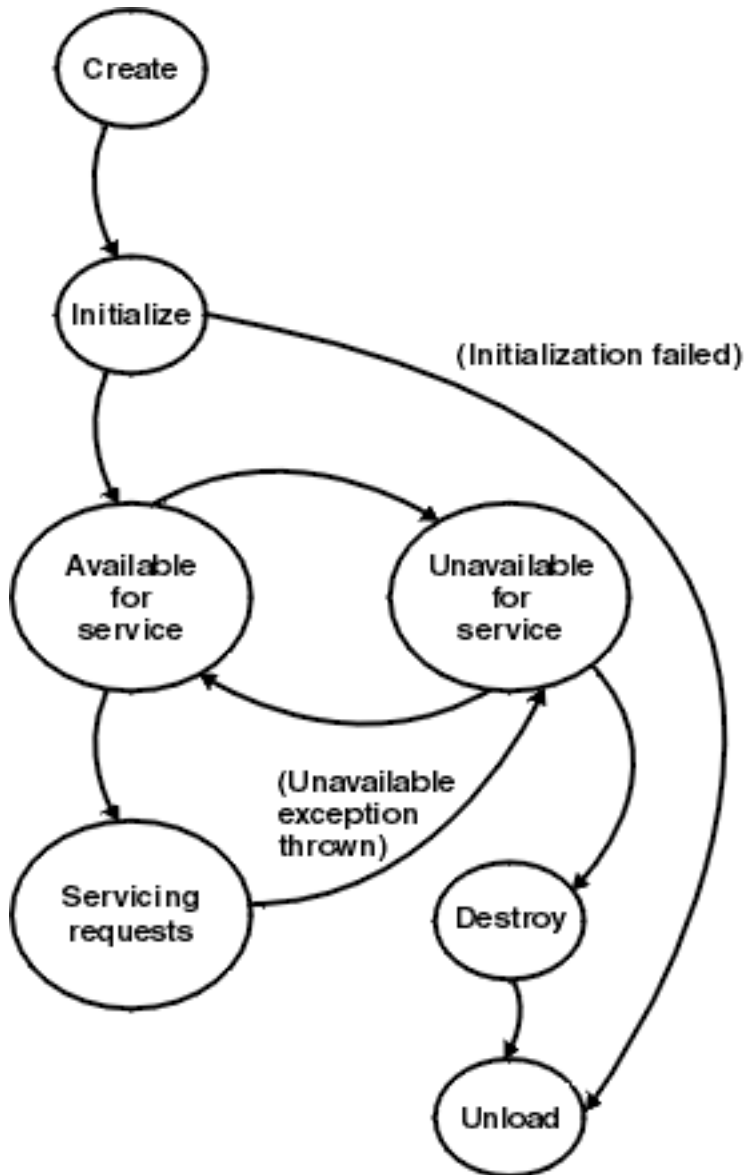 Create
Initialize
(Initialization failed)
Available
for
service
Unavailable
for
service
(Unavailable
exception
thrown)
Servicing
requests
Destroy
Unload